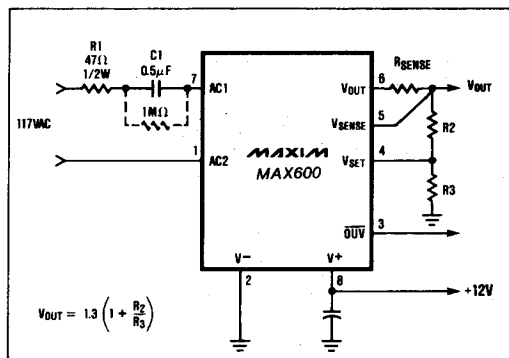 R1
47Ω
1/2W
C1
0.5µF
1MΩ
117VAC
7
AC1
1
AC2
MAXIM
MAX600
VOUT
6
RSENSE
VOUT
VSENSE
5
R2
VSET
4
R3
OUV
3
V−
2
V+
8
+12V
VOUT = 1.3 (1 + R2/R3)